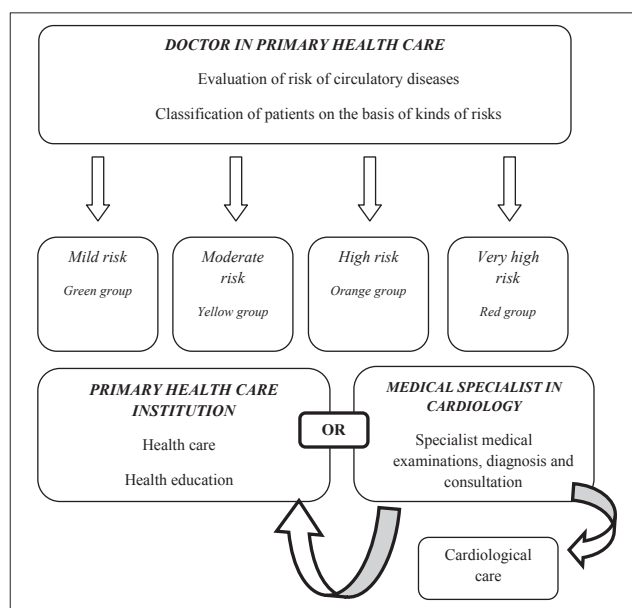 DOCTOR IN PRIMARY HEALTH CARE
Evaluation of risk of circulatory diseases
Classification of patients on the basis of kinds of risks
Mild risk
Green group
Moderate
risk
Yellow group
High risk
Orange group
Very high
risk
Red group
PRIMARY HEALTH CARE
INSTITUTION
Health care
Health education
OR
MEDICAL SPECIALIST IN
CARDIOLOGY
Specialist medical
examinations, diagnosis and
consultation
Cardiological
care